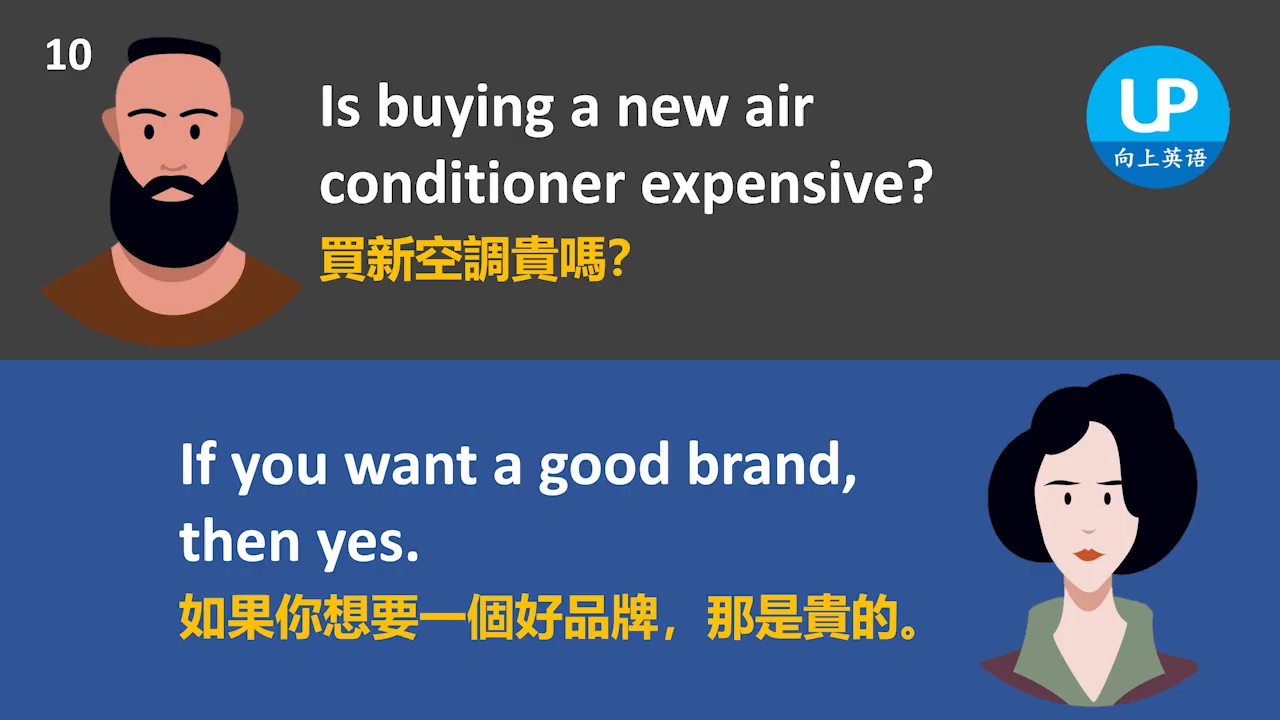 10
Is buying a new air
conditioner expensive?
買新空調貴嗎?
UP
向上英语
If you want a good brand,
then yes.
如果你想要一個好品牌，那是貴的。